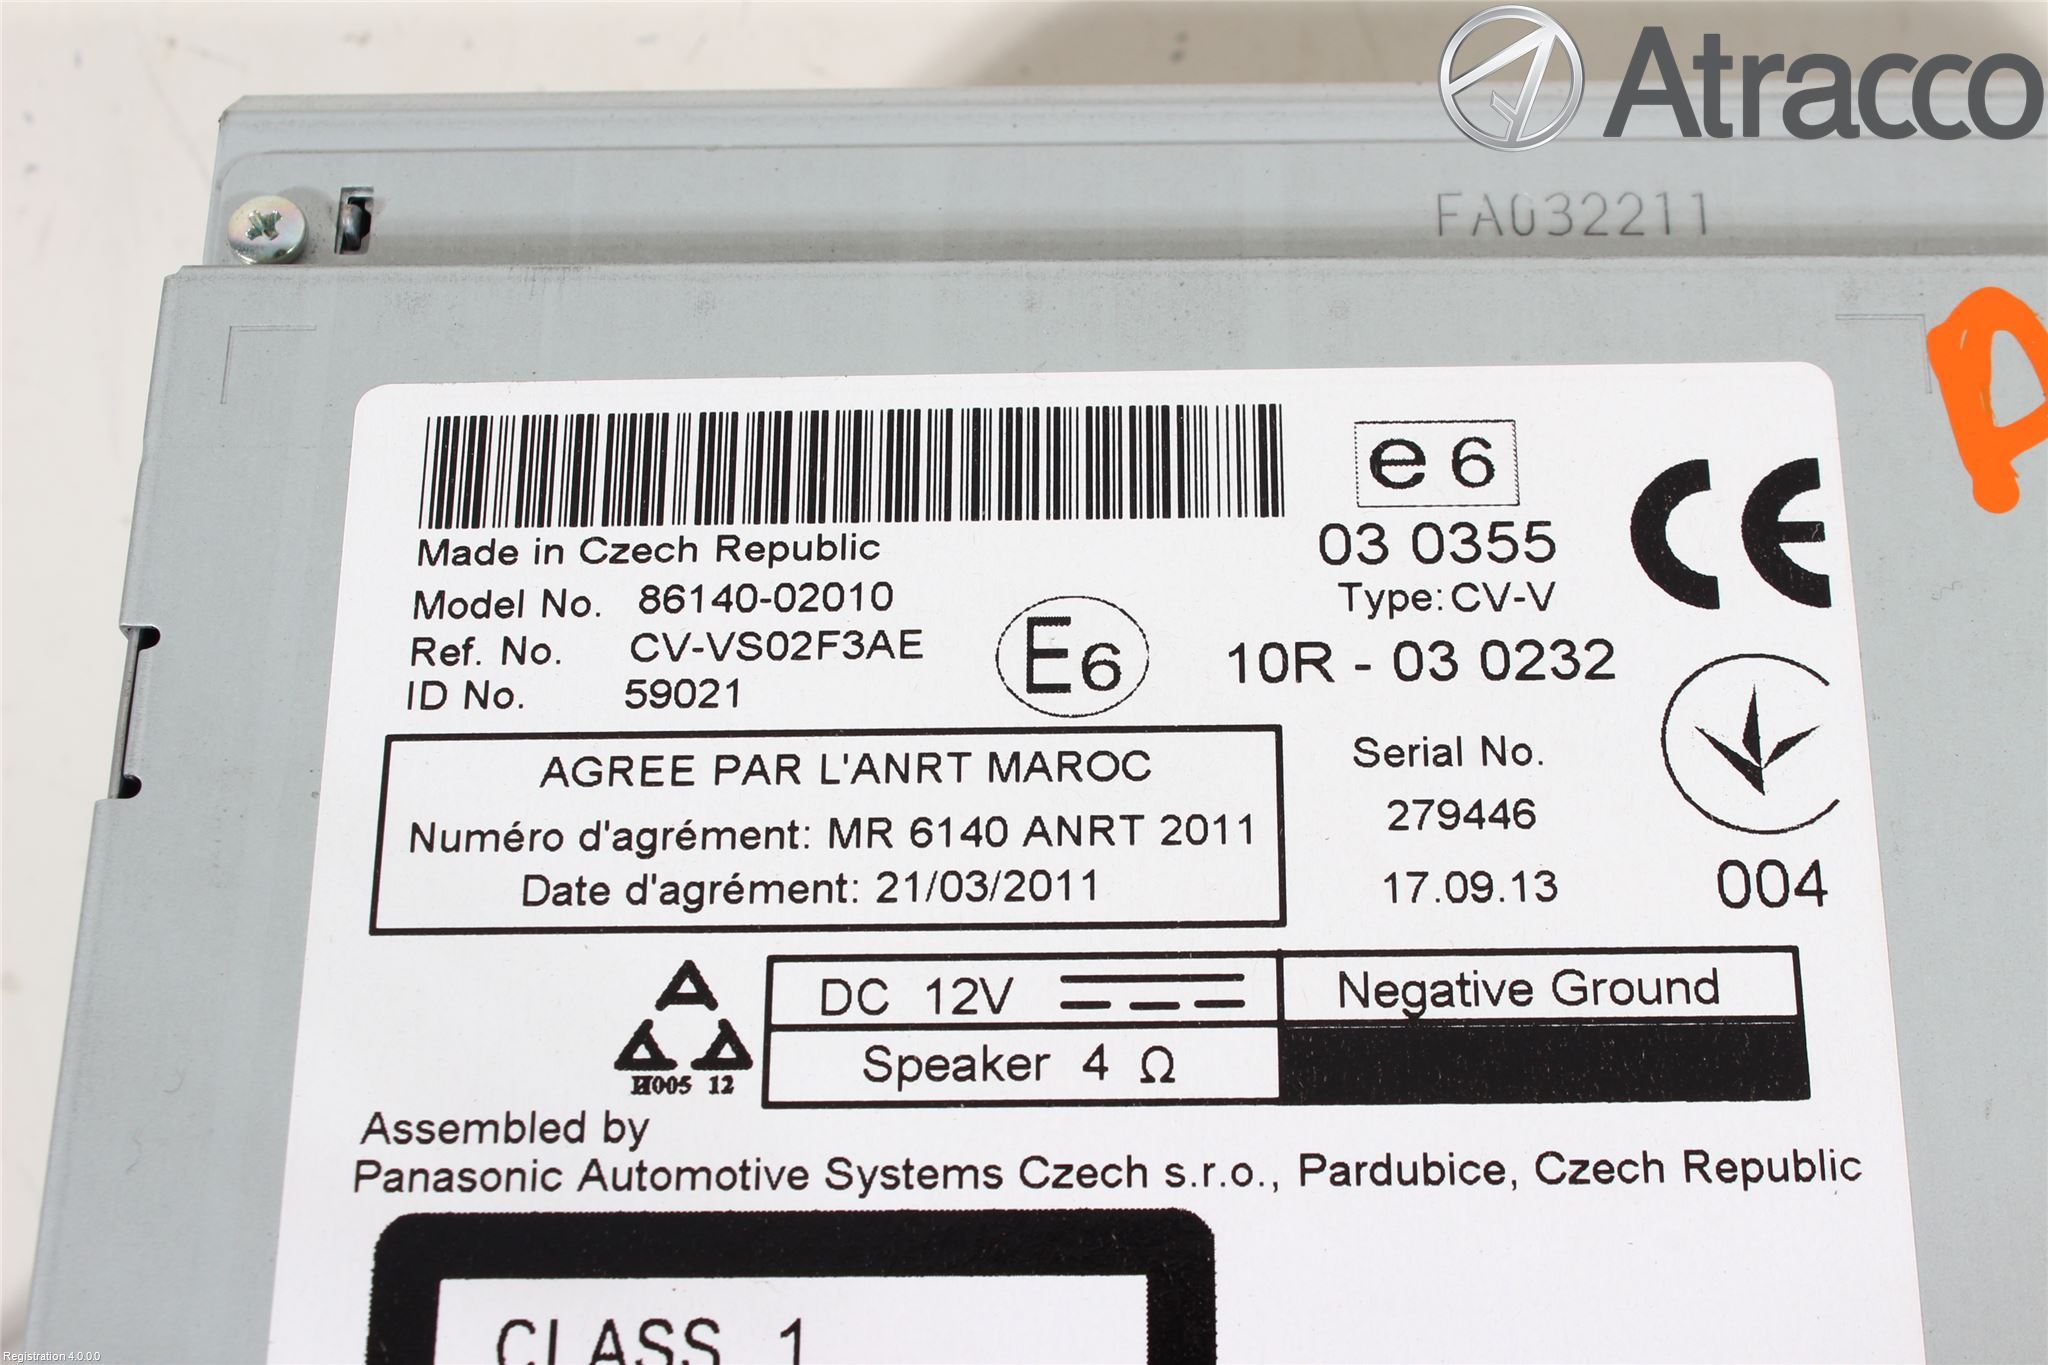 Atracco
FA032211
Made in Czech Republic
Model No. 86140-02010
Ref. No. CV-VS02F3AE
ID No. 59021
E6
e6
03 0355
Type: CV-V
10R - 03 0232
CE
AGREE PAR L'ANRT MAROC
Numéro d'agrément: MR 6140 ANRT 2011
Date d'agrément: 21/03/2011
Serial No.
279446
17.09.13
004
DC 12V
Negative Ground
Speaker 4 Ω
005 12
Assembled by
Panasonic Automotive Systems Czech s.r.o., Pardubice, Czech Republic
CLASS 1
Registration 4.0.0.0